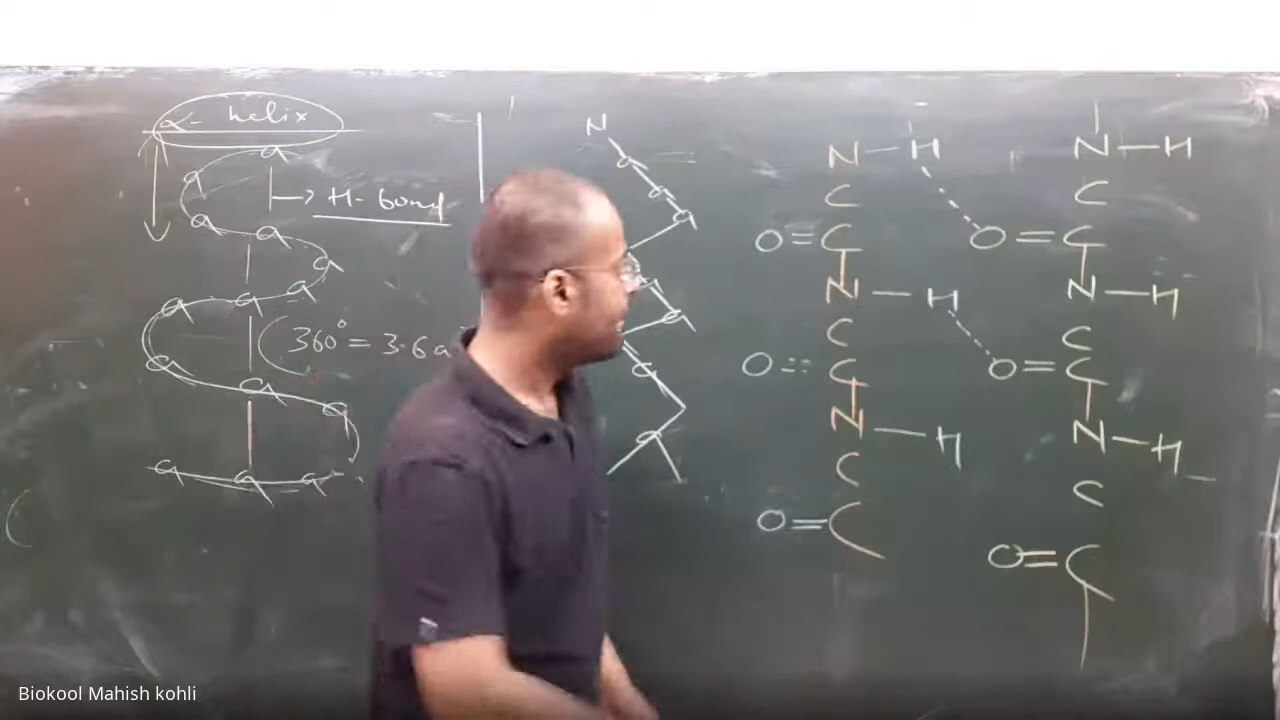 α- helix
a
a
→ H-bond
a
a
a
a
a
a
a
360° = 3.6 a
a
a
a
a
a
a
N
a
a
a
a
a
a
a
N — H
C
O = C
N — H
C
O = C
N — H
C
O = C
N — H
C
O = C
N — H
C
O = C
N — H
C
O = C
Biokool Mahish kohli